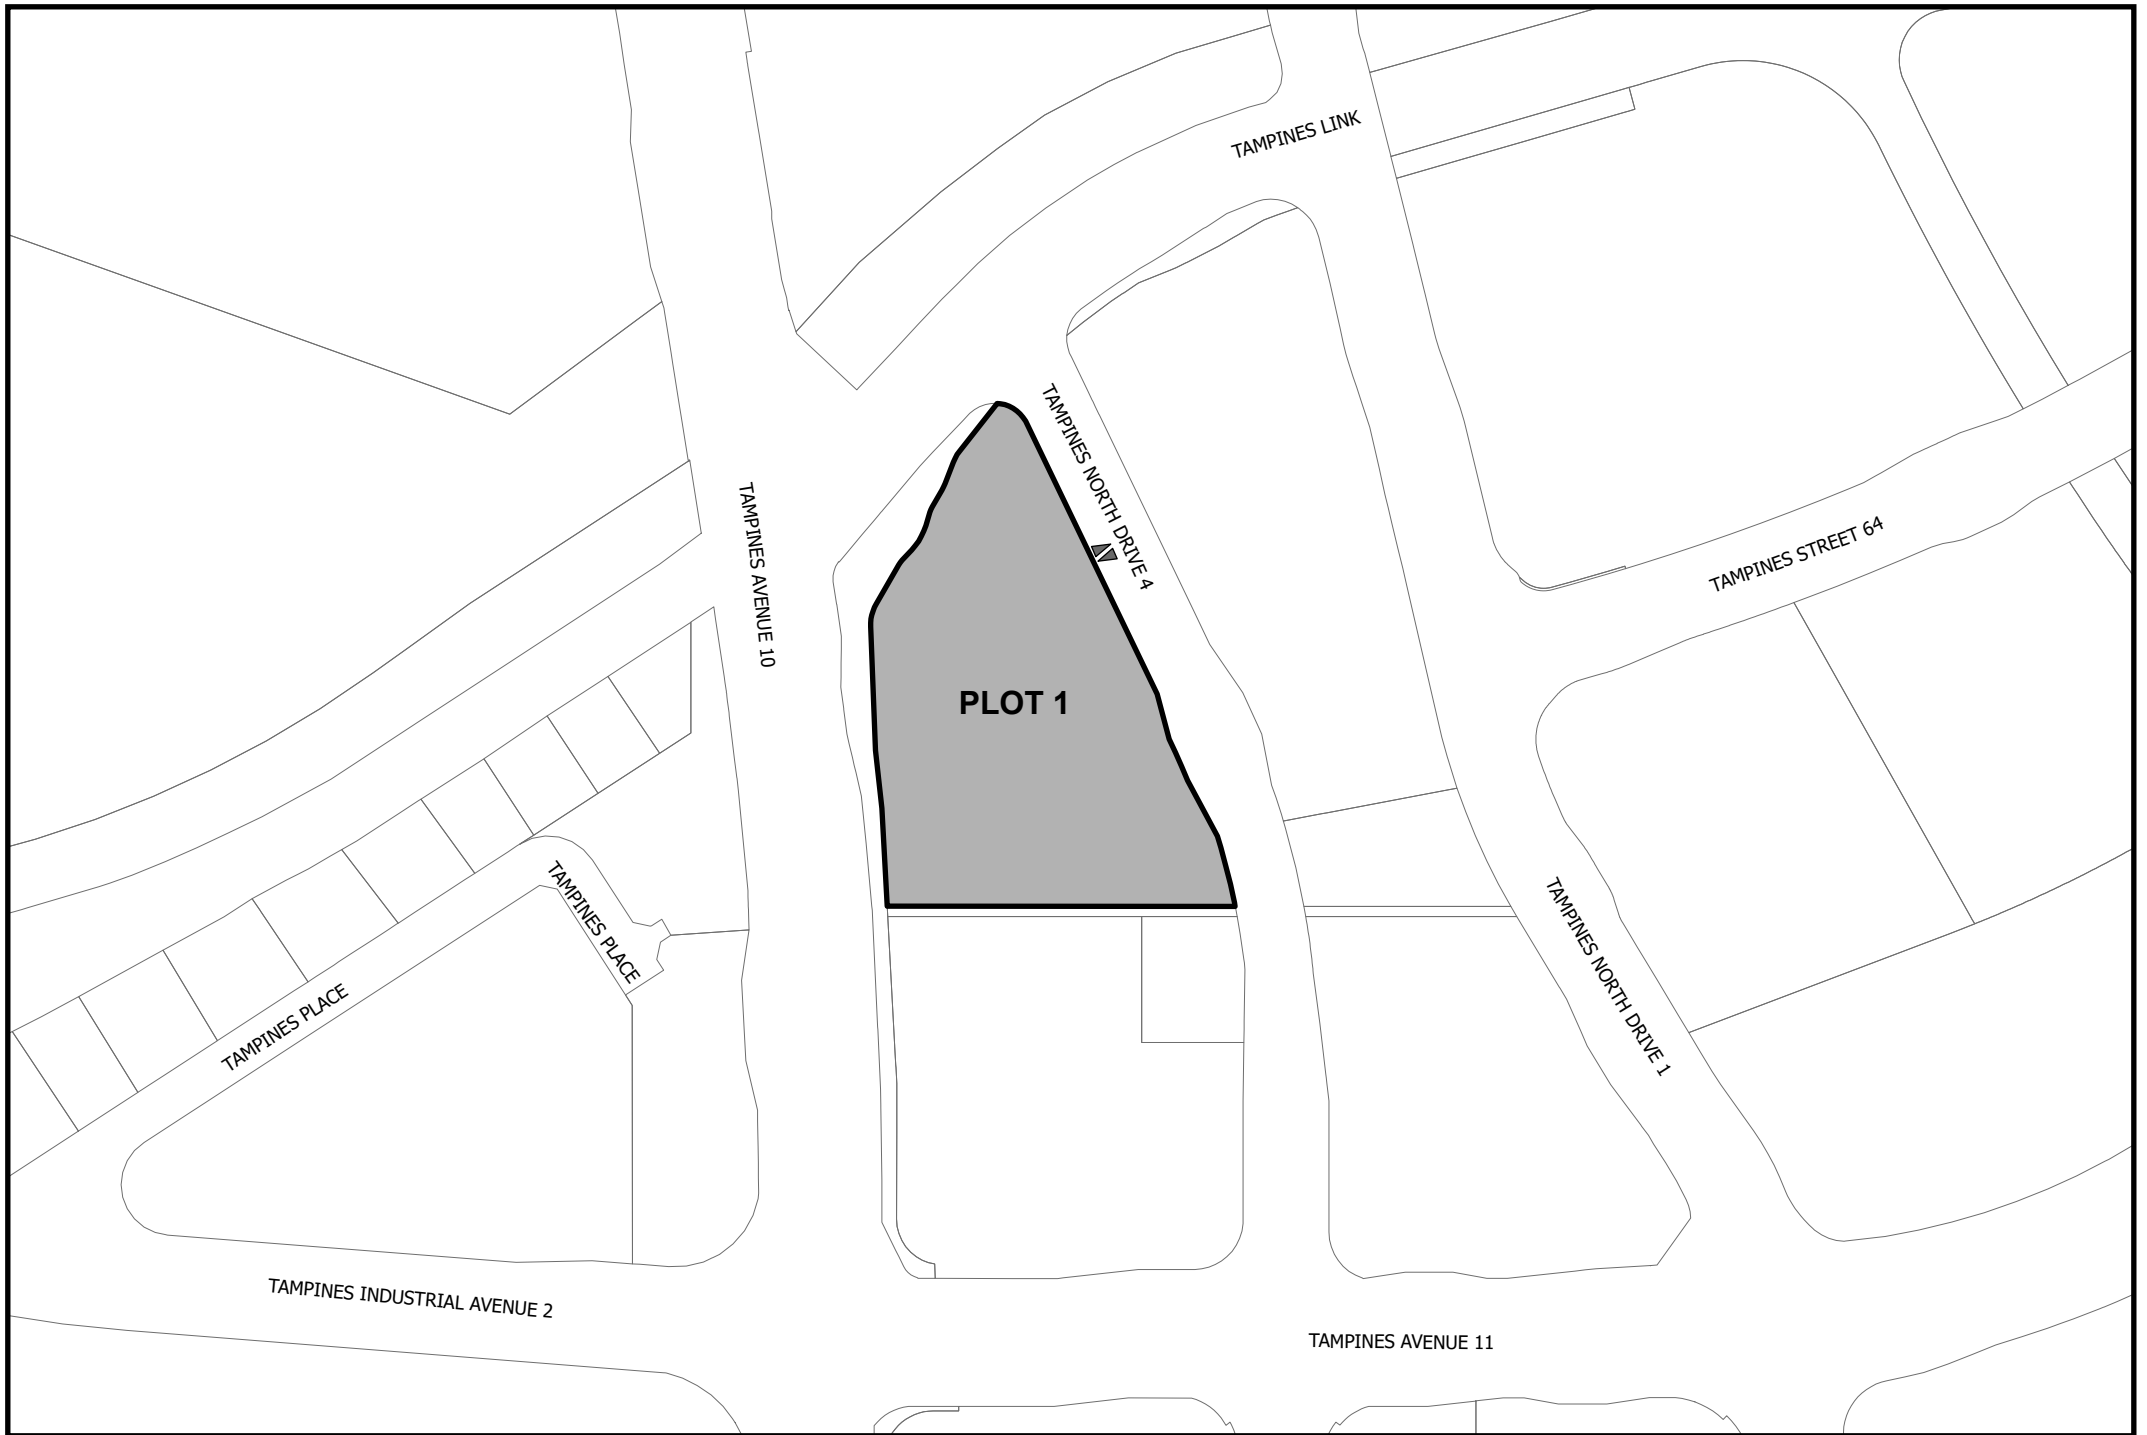 TAMPINES LINK
TAMPINES NORTH DRIVE 4
TAMPINES AVENUE 10
TAMPINES STREET 64
PLOT 1
TAMPINES PLACE
TAMPINES PLACE
TAMPINES NORTH DRIVE 1
TAMPINES INDUSTRIAL AVENUE 2
TAMPINES AVENUE 11